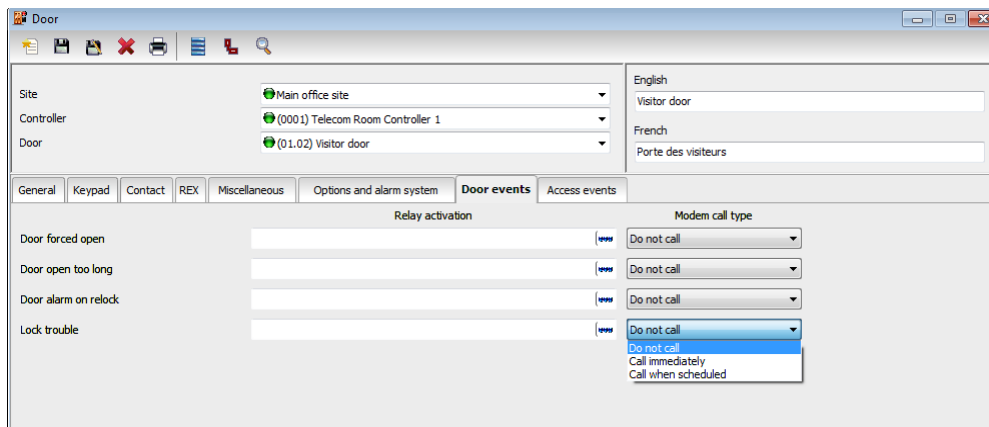 Door
Site
Main office site
Controller
(0001) Telecom Room Controller 1
Door
(01.02) Visitor door
English
Visitor door
French
Porte des visiteurs
General Keypad Contact REX Miscellaneous Options and alarm system Door events Access events
Relay activation Modem call type
Door forced open Do not call
Door open too long Do not call
Door alarm on relock Do not call
Lock trouble Do not call
Do not call
Call immediately
Call when scheduled